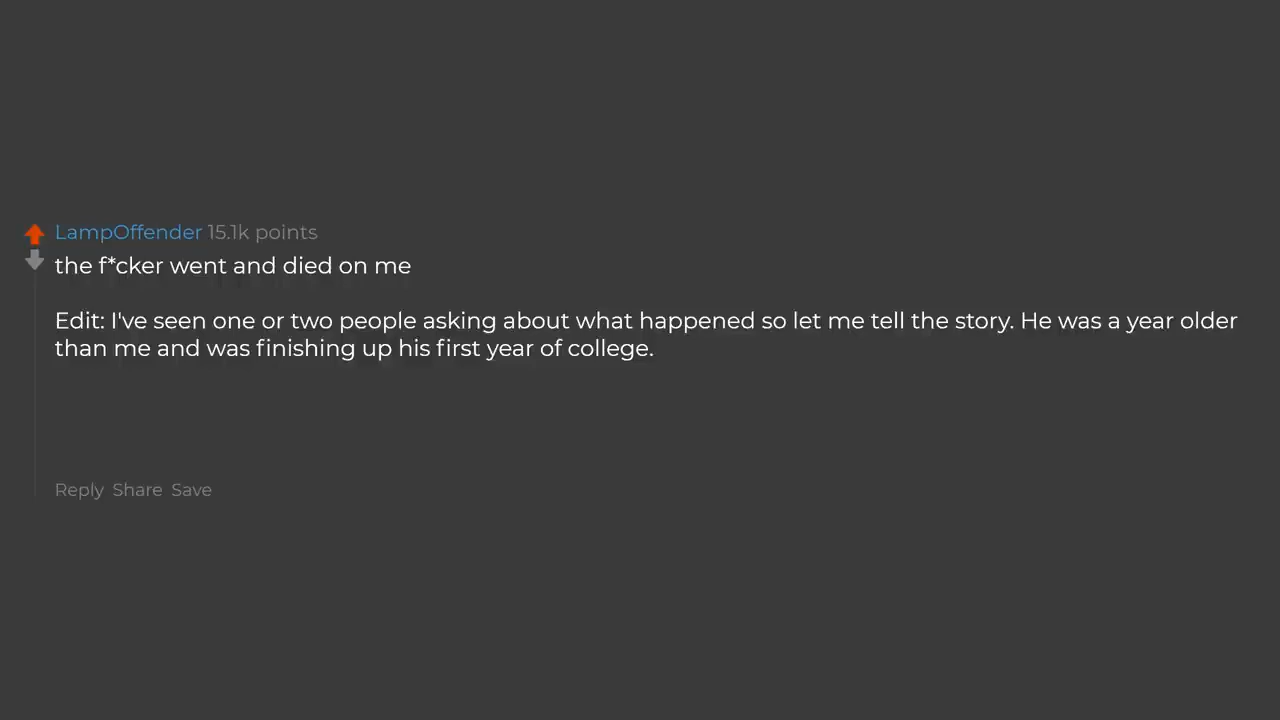 LampOffender 15.1k points
the f*cker went and died on me
Edit: I've seen one or two people asking about what happened so let me tell the story. He was a year older
than me and was finishing up his first year of college.
Reply Share Save